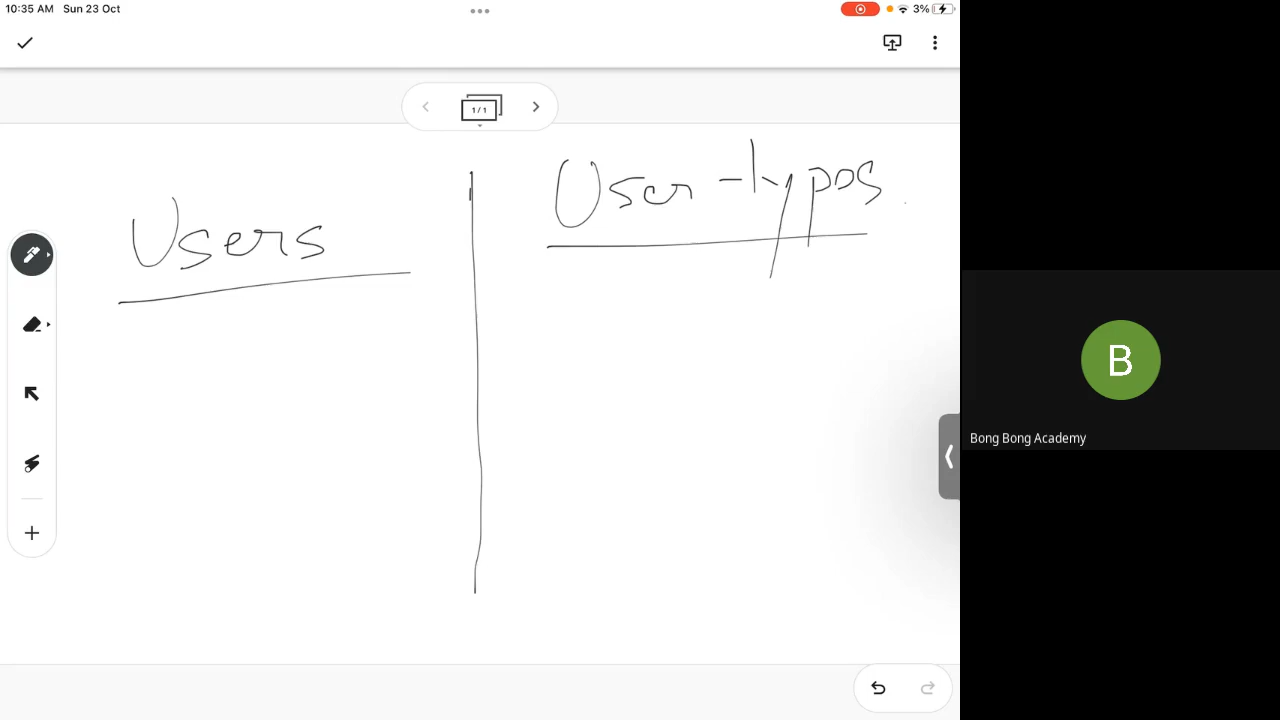 10:35 AM Sun 23 Oct
3%
1/1
Users
User-types
B
Bong Bong Academy